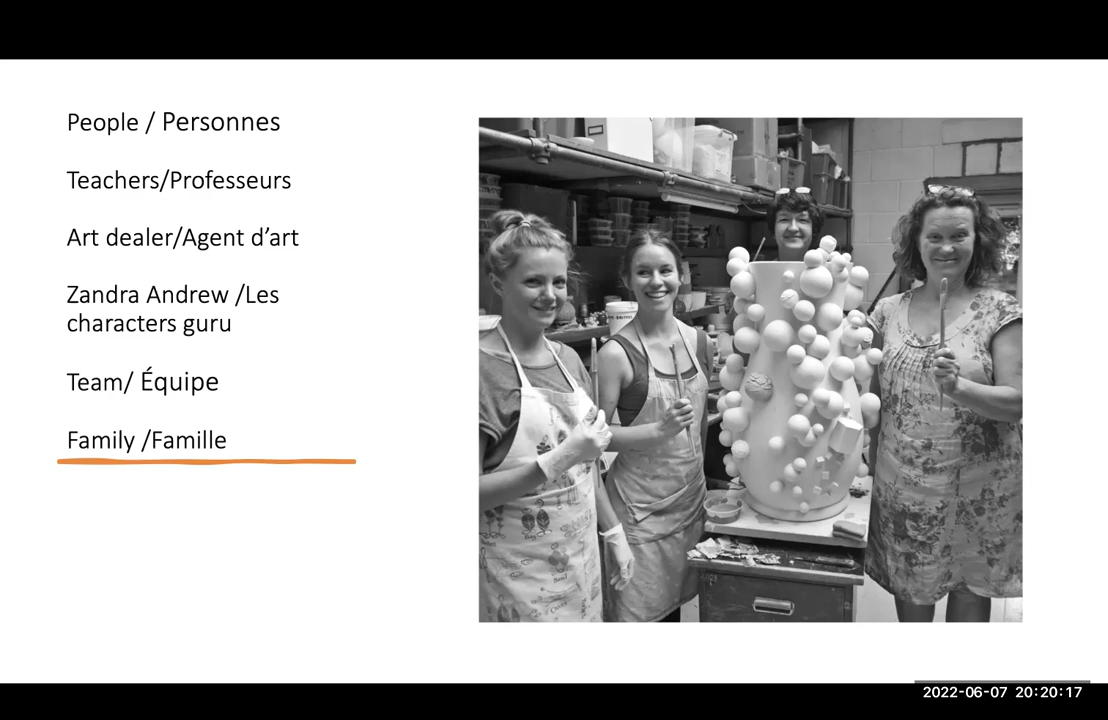 People / Personnes
Teachers/Professeurs
Art dealer/Agent d’art
Zandra Andrew /Les
characters guru
Team/ Équipe
Family /Famille
2022-06-07 20:20:17